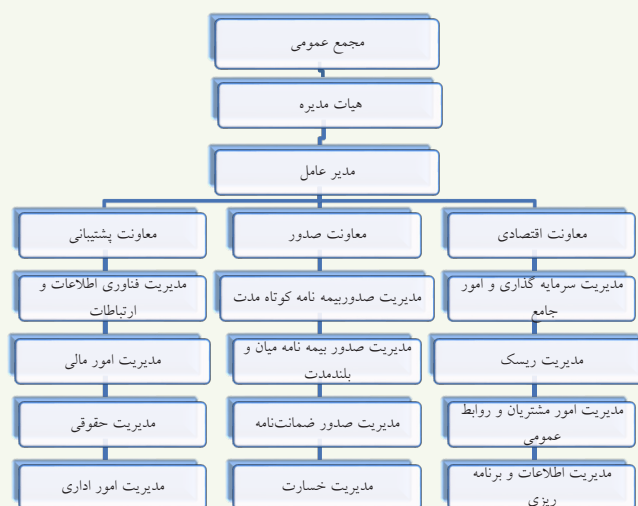 مجمع عمومی
هیات مدیره
مدیر عامل
معاونت اقتصادی
معاونت صدور
معاونت پشتیبانی
مدیریت سرمایه گذاری و امور
جامع
مدیریت صدوربیمه نامه کوتاه مدت
مدیریت فناوری اطلاعات و
ارتباطات
مدیریت ریسک
مدیریت صدور بیمه نامه میان و
بلندمدت
مدیریت امور مالی
مدیریت امور مشتریان و روابط
عمومی
مدیریت صدور ضمانت‌نامه
مدیریت حقوقی
مدیریت اطلاعات و برنامه
ریزی
مدیریت خسارت
مدیریت امور اداری